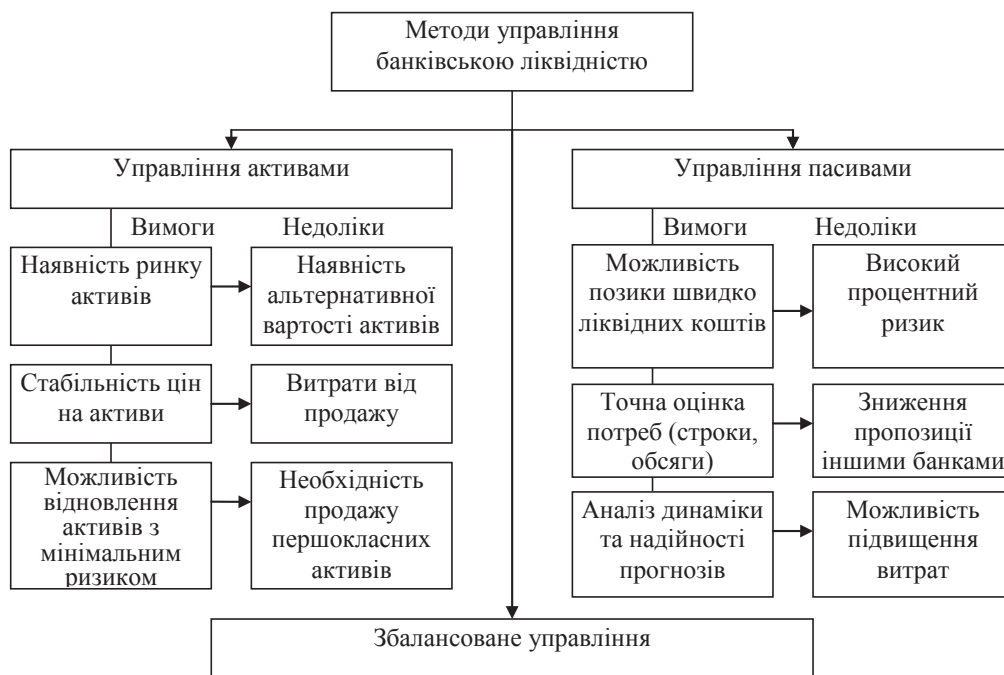 Методи управління
банківською ліквідністю
Управління активами
Управління пасивами
Вимоги
Недоліки
Вимоги
Недоліки
Наявність ринку
активів
Наявність
альтернативної
вартості активів
Можливість
позики швидко
ліквідних коштів
Високий
процентний
ризик
Стабільність цін
на активи
Витрати від
продажу
Точна оцінка
потреб (строки,
обсяги)
Зниження
пропозиції
іншими банками
Можливість
відновлення
активів з
мінімальним
ризиком
Необхідність
продажу
першокласних
активів
Аналіз динаміки
та надійності
прогнозів
Можливість
підвищення
витрат
Збалансоване управління